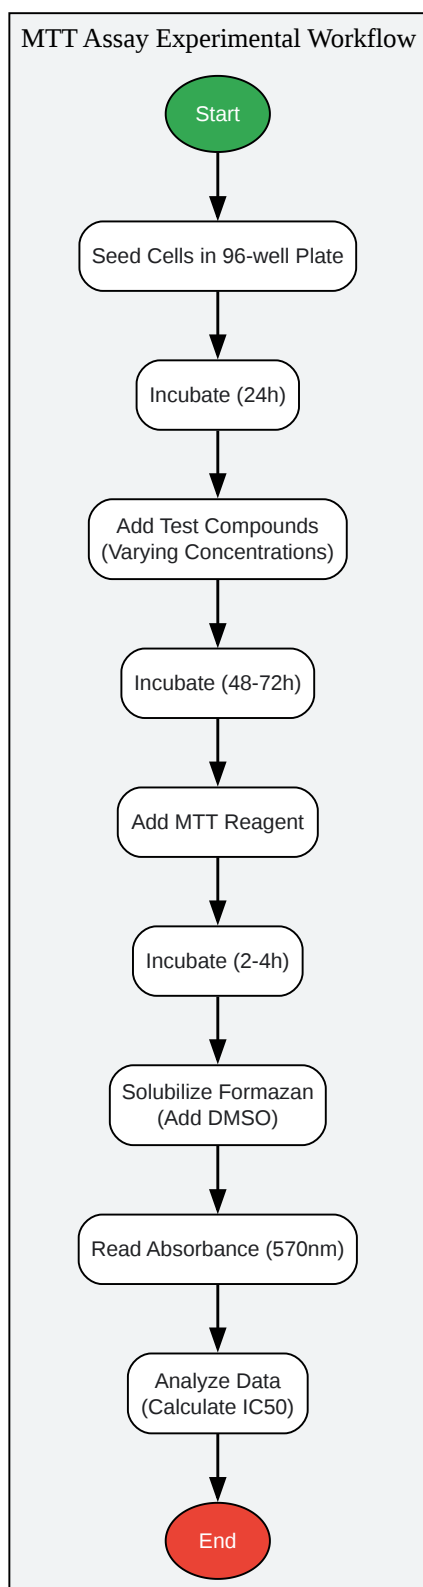 MTT Assay Experimental Workflow
Start
Seed Cells in 96-well Plate
Incubate (24h)
Add Test Compounds
(Varying Concentrations)
Incubate (48-72h)
Add MTT Reagent
Incubate (2-4h)
Solubilize Formazan
(Add DMSO)
Read Absorbance (570nm)
Analyze Data
(Calculate IC50)
End